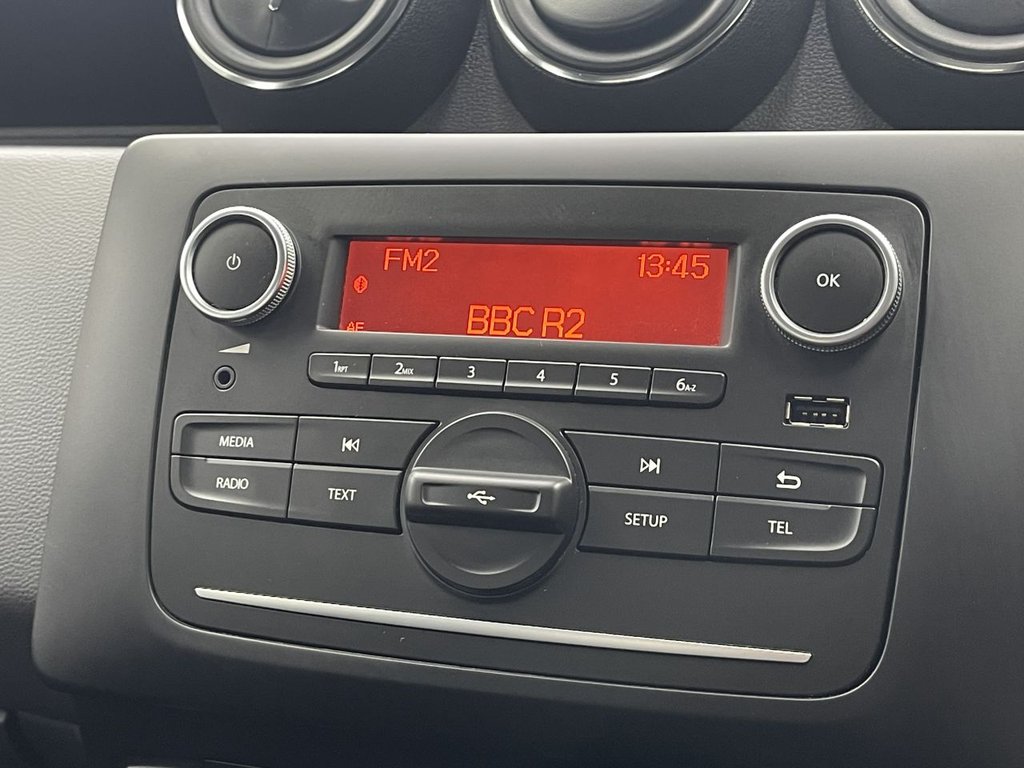 FM2 13:45
AF
BBC R2
OK
1RPT 2MIX 3 4 5 6A-Z
MEDIA
RADIO TEXT
SETUP TEL